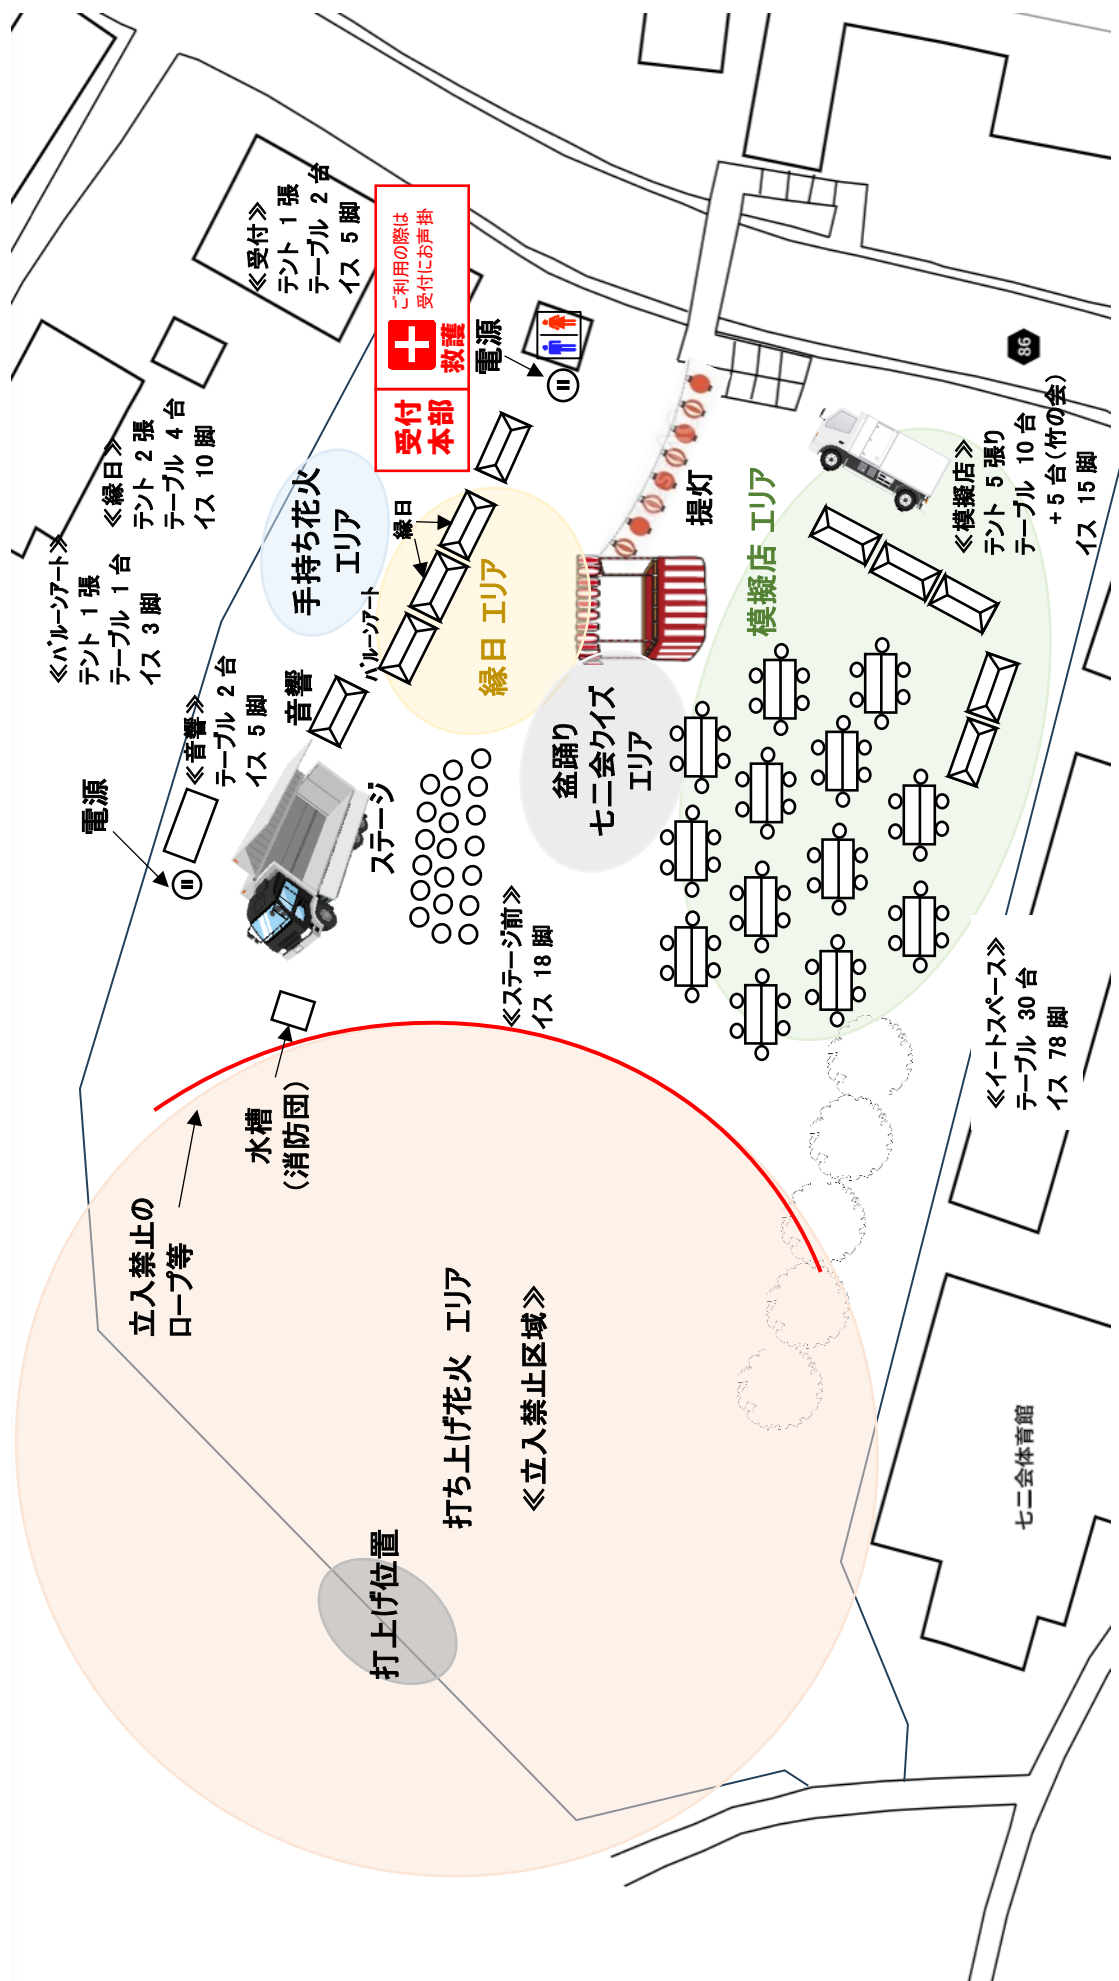 ≪受付≫
テント 1 張
テーブル 2 台
イス 5 脚
ご利用の際は
受付にお声掛
救護
受付
本部
電源
86
≪縁日≫
テント 2 張
テーブル 4 台
イス 10 脚
≪バルーンアート≫
テント 1 張
テーブル 1 台
イス 3 脚
≪音響≫
テーブル 2 台
イス 5 脚
電源
手持ち花火
エリア
縁日
バルーンアート
音響
縁日 エリア
提灯
模擬店 エリア
≪模擬店≫
テント 5 張り
テーブル 10 台
+ 5 台(竹の会)
イス 15 脚
ステージ
盆踊り
七二会クイズ
エリア
≪ステージ前≫
イス 18 脚
≪イートスペース≫
テーブル 30 台
イス 78 脚
水槽
(消防団)
立入禁止の
ロープ等
打ち上げ花火 エリア
≪立入禁止区域≫
打上げ位置
七二会体育館